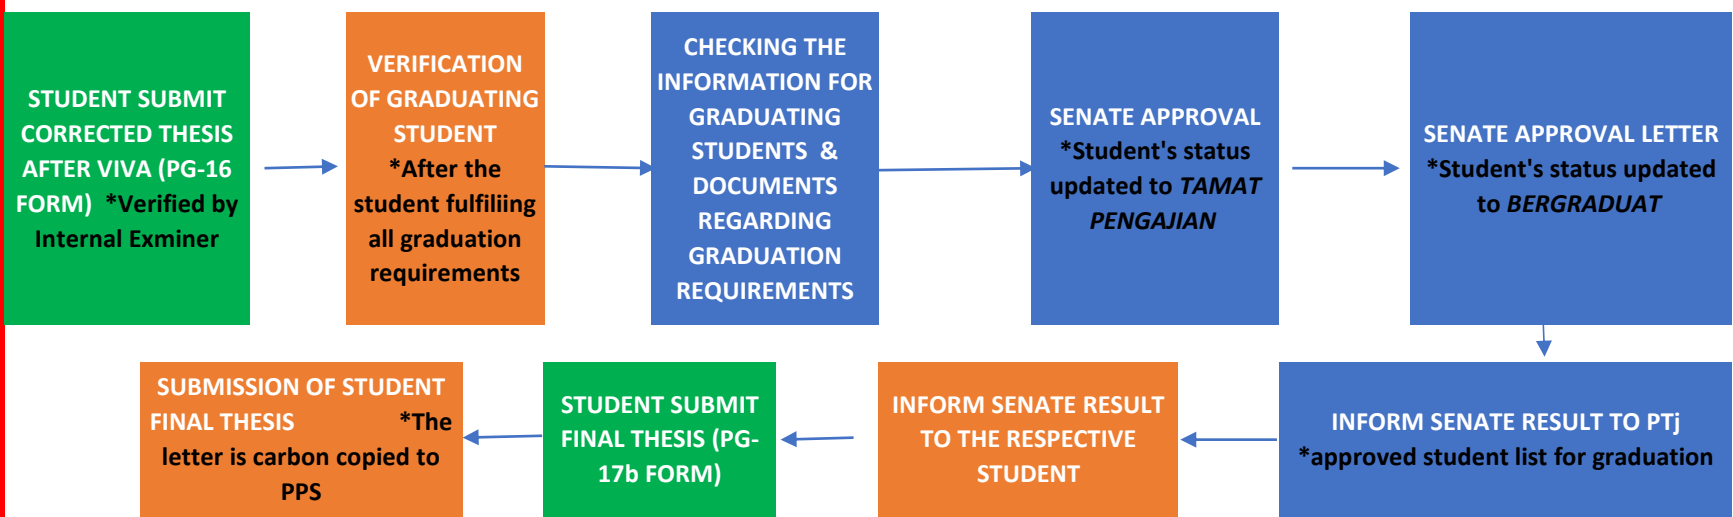 STUDENT SUBMIT
CORRECTED THESIS
AFTER VIVA (PG-16
FORM) *Verified by
Internal Exminer
VERIFICATION
OF GRADUATING
STUDENT
*After the
student fulfiliing
all graduation
requirements
CHECKING THE
INFORMATION FOR
GRADUATING
STUDENTS &
DOCUMENTS
REGARDING
GRADUATION
REQUIREMENTS
SENATE APPROVAL
*Student's status
updated to TAMAT
PENGAJIAN
SENATE APPROVAL LETTER
*Student's status updated
to BERGRADUAT
INFORM SENATE RESULT TO PTj
*approved student list for graduation
INFORM SENATE RESULT
TO THE RESPECTIVE
STUDENT
STUDENT SUBMIT
FINAL THESIS (PG-
17b FORM)
SUBMISSION OF STUDENT
FINAL THESIS *The
letter is carbon copied to
PPS